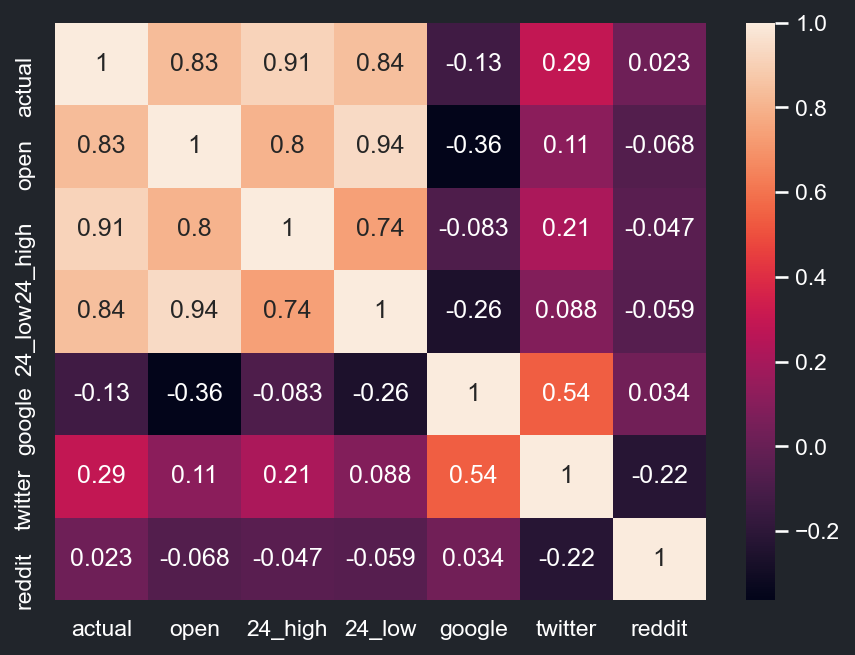 actual 1 0.83 0.91 0.84 -0.13 0.29 0.023
open 0.83 1 0.8 0.94 -0.36 0.11 -0.068
24_high 0.91 0.8 1 0.74 -0.083 0.21 -0.047
24_low 0.84 0.94 0.74 1 -0.26 0.088 -0.059
google -0.13 -0.36 -0.083 -0.26 1 0.54 0.034
twitter 0.29 0.11 0.21 0.088 0.54 1 -0.22
reddit 0.023 -0.068 -0.047 -0.059 0.034 -0.22 1
actual open 24_high 24_low google twitter reddit
1.0
0.8
0.6
0.4
0.2
0.0
−0.2